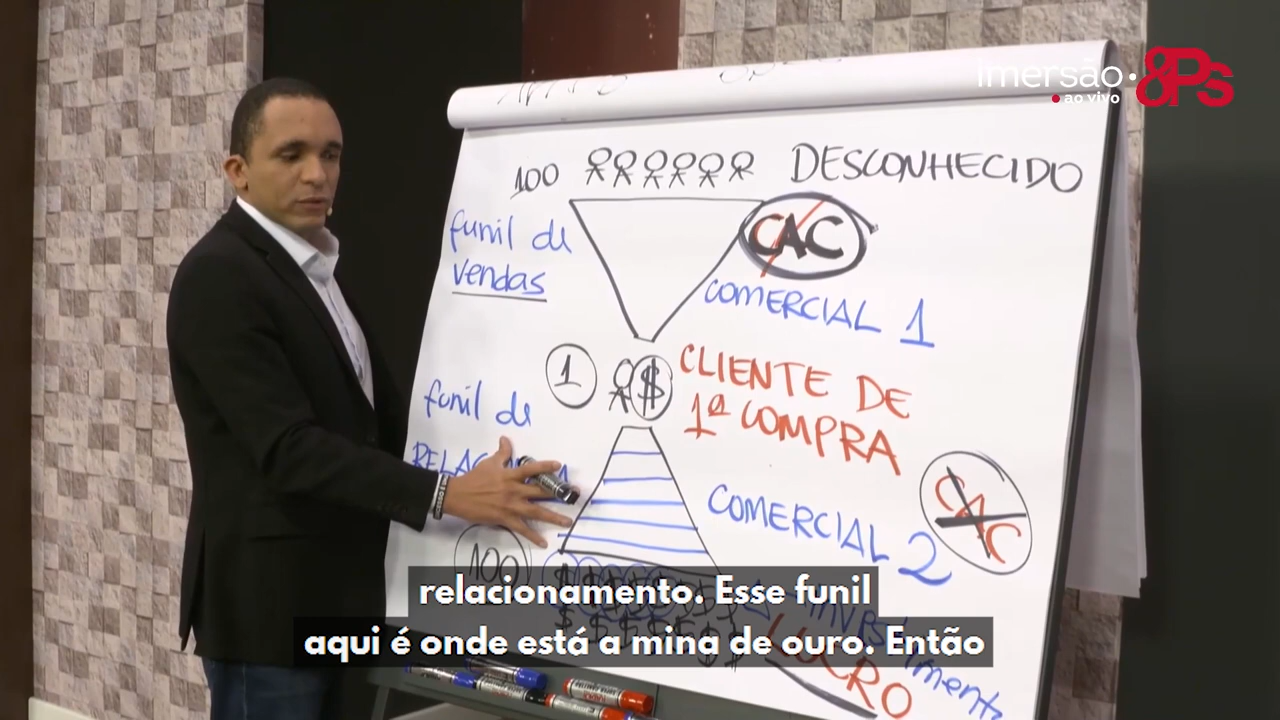 imersão
ao vivo
8Ps
100
DESCONHECIDO
funil de
vendas
CAC
COMERCIAL 1
1
$
CLIENTE DE
1ª COMPRA
funil de
CAC
COMERCIAL 2
100
LUCRO
relacionamento. Esse funil
aqui é onde está a mina de ouro. Então